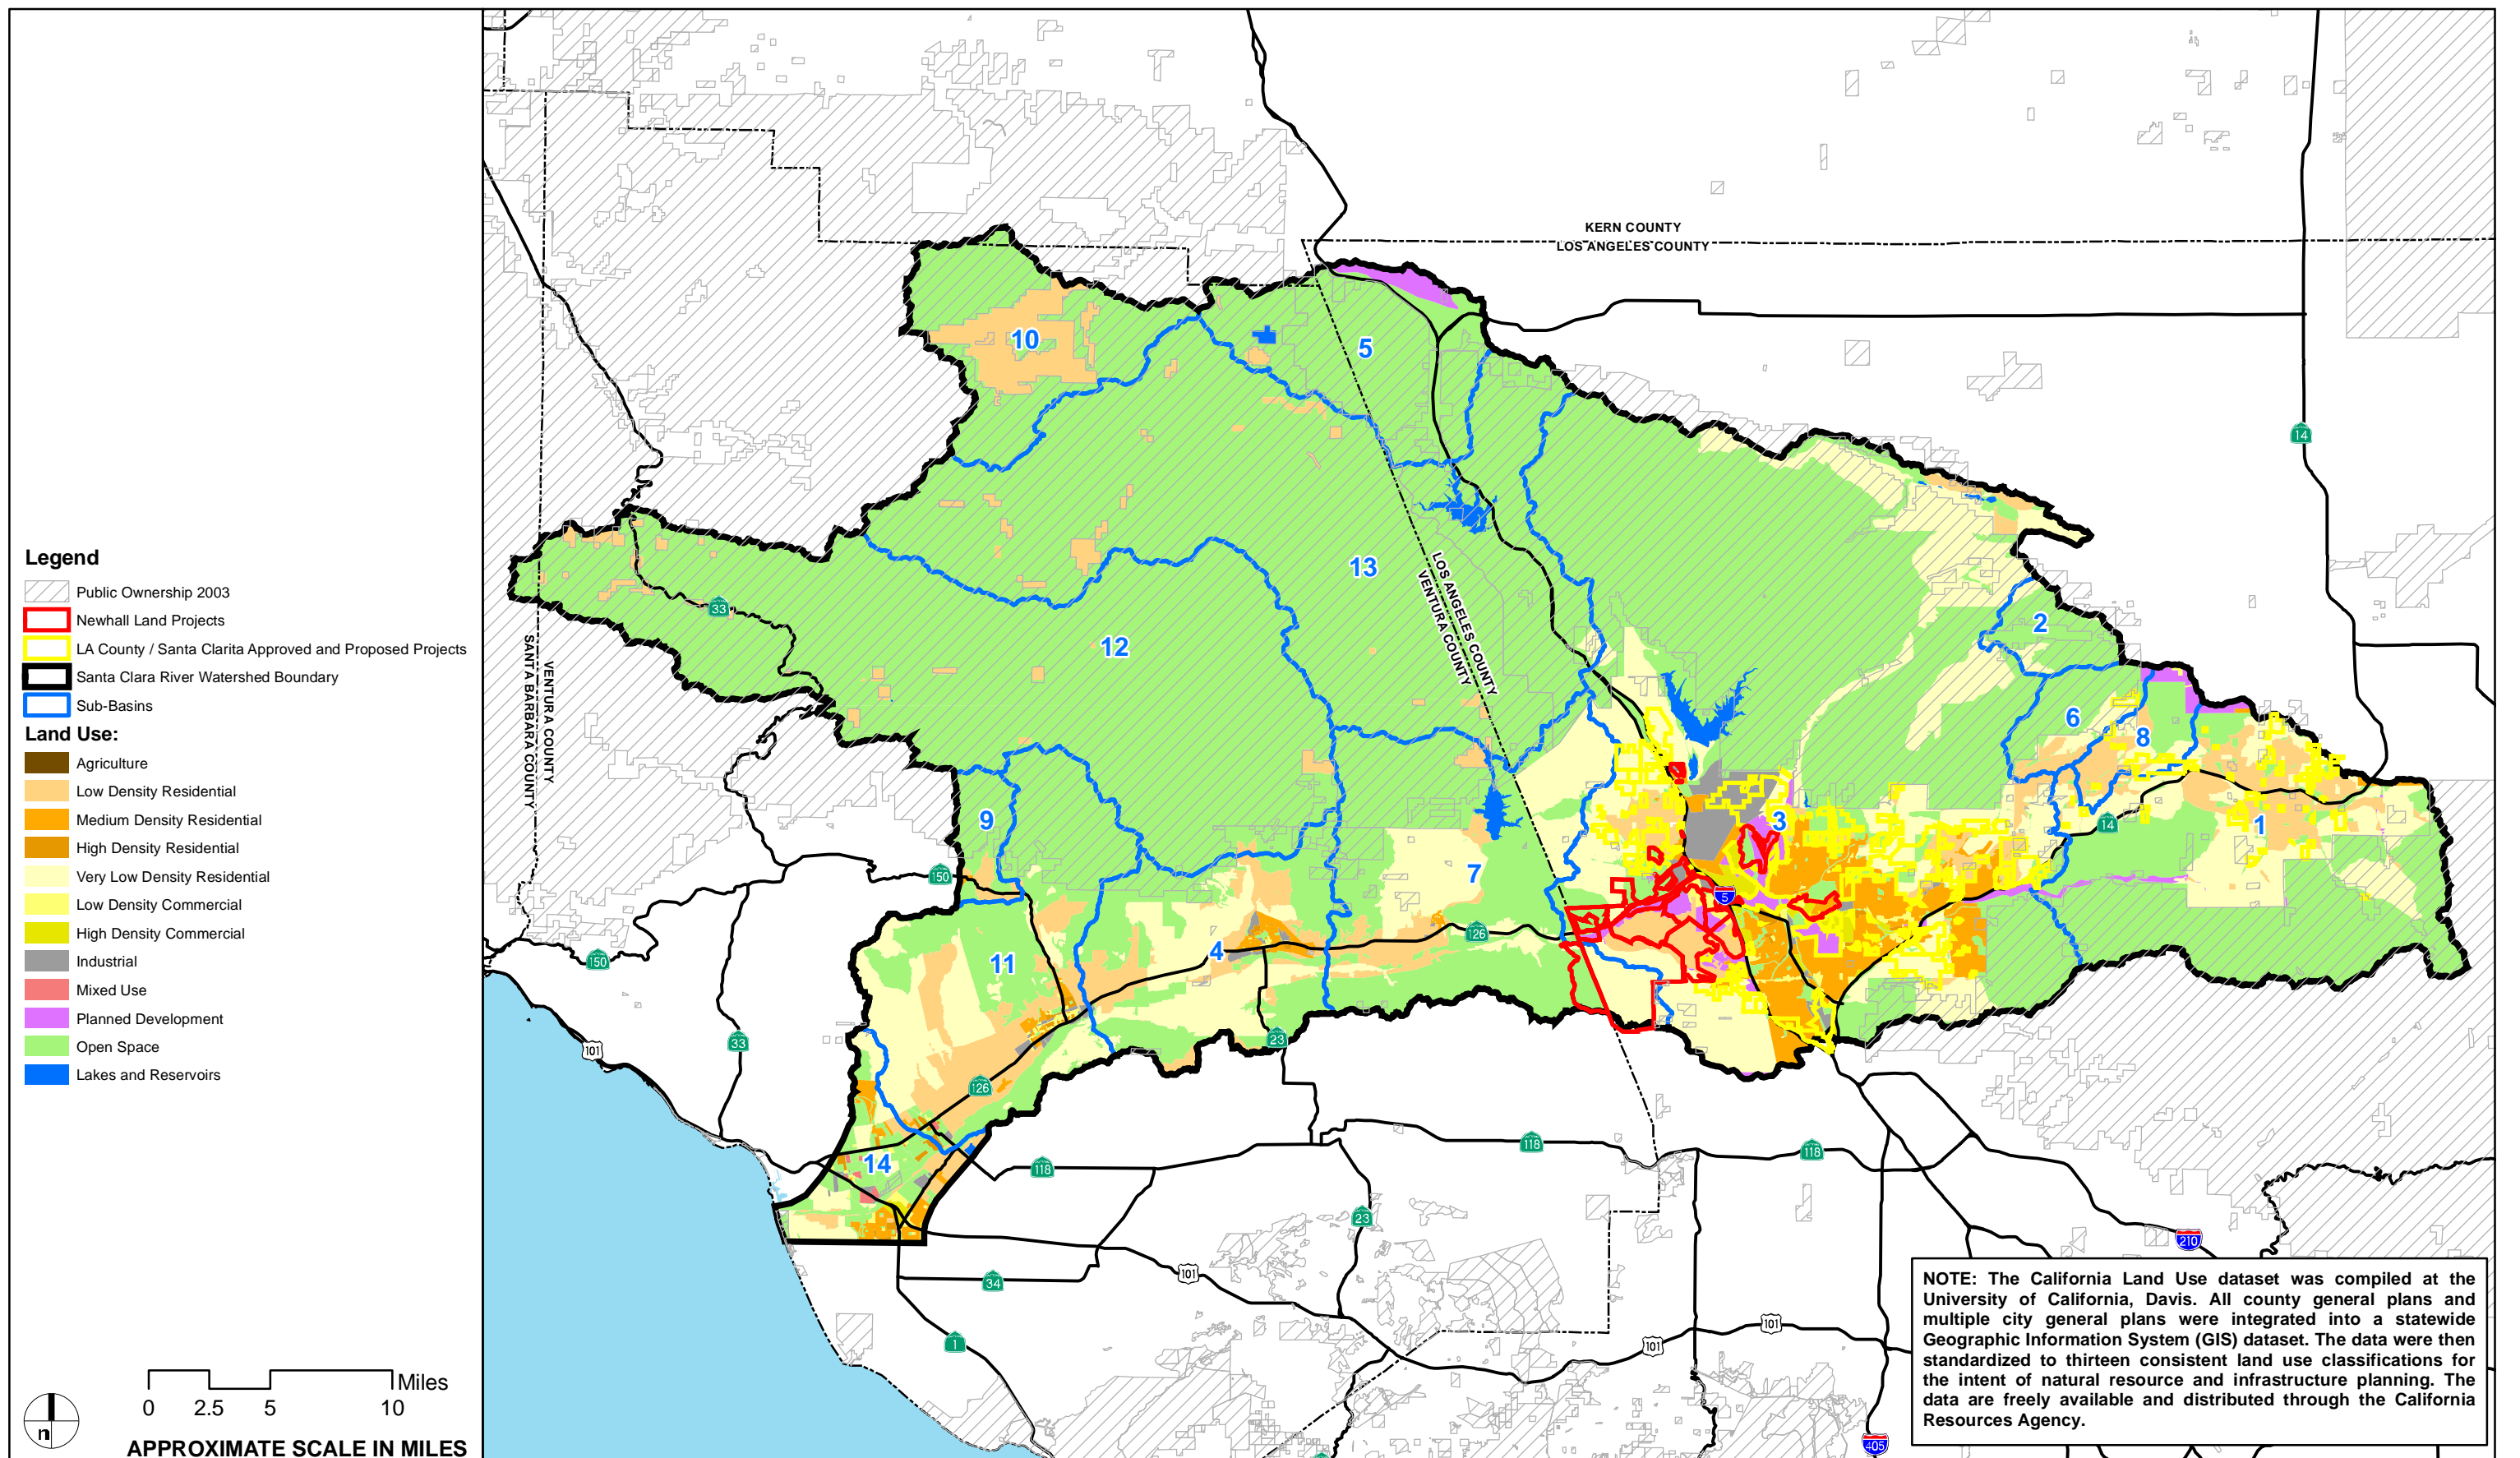 Legend
Public Ownership 2003
Newhall Land Projects
LA County / Santa Clarita Approved and Proposed Projects
Santa Clara River Watershed Boundary
Sub-Basins
Land Use:
Agriculture
Low Density Residential
Medium Density Residential
High Density Residential
Very Low Density Residential
Low Density Commercial
High Density Commercial
Industrial
Mixed Use
Planned Development
Open Space
Lakes and Reservoirs
Miles
0 2.5 5 10
APPROXIMATE SCALE IN MILES
n
KERN COUNTY
LOS ANGELES COUNTY
10
5
14
13
LOS ANGELES COUNTY
VENTURA COUNTY
33
12
2
SANTA BARBARA COUNTY
VENTURA COUNTY
6
8
9
3
14
1
150
7
5
126
4
11
150
33
101
23
126
14
118
118
118
23
101
34
1
101
101
210
405
NOTE: The California Land Use dataset was compiled at the
University of California, Davis. All county general plans and
multiple city general plans were integrated into a statewide
Geographic Information System (GIS) dataset. The data were then
standardized to thirteen consistent land use classifications for
the intent of natural resource and infrastructure planning. The
data are freely available and distributed through the California
Resources Agency.